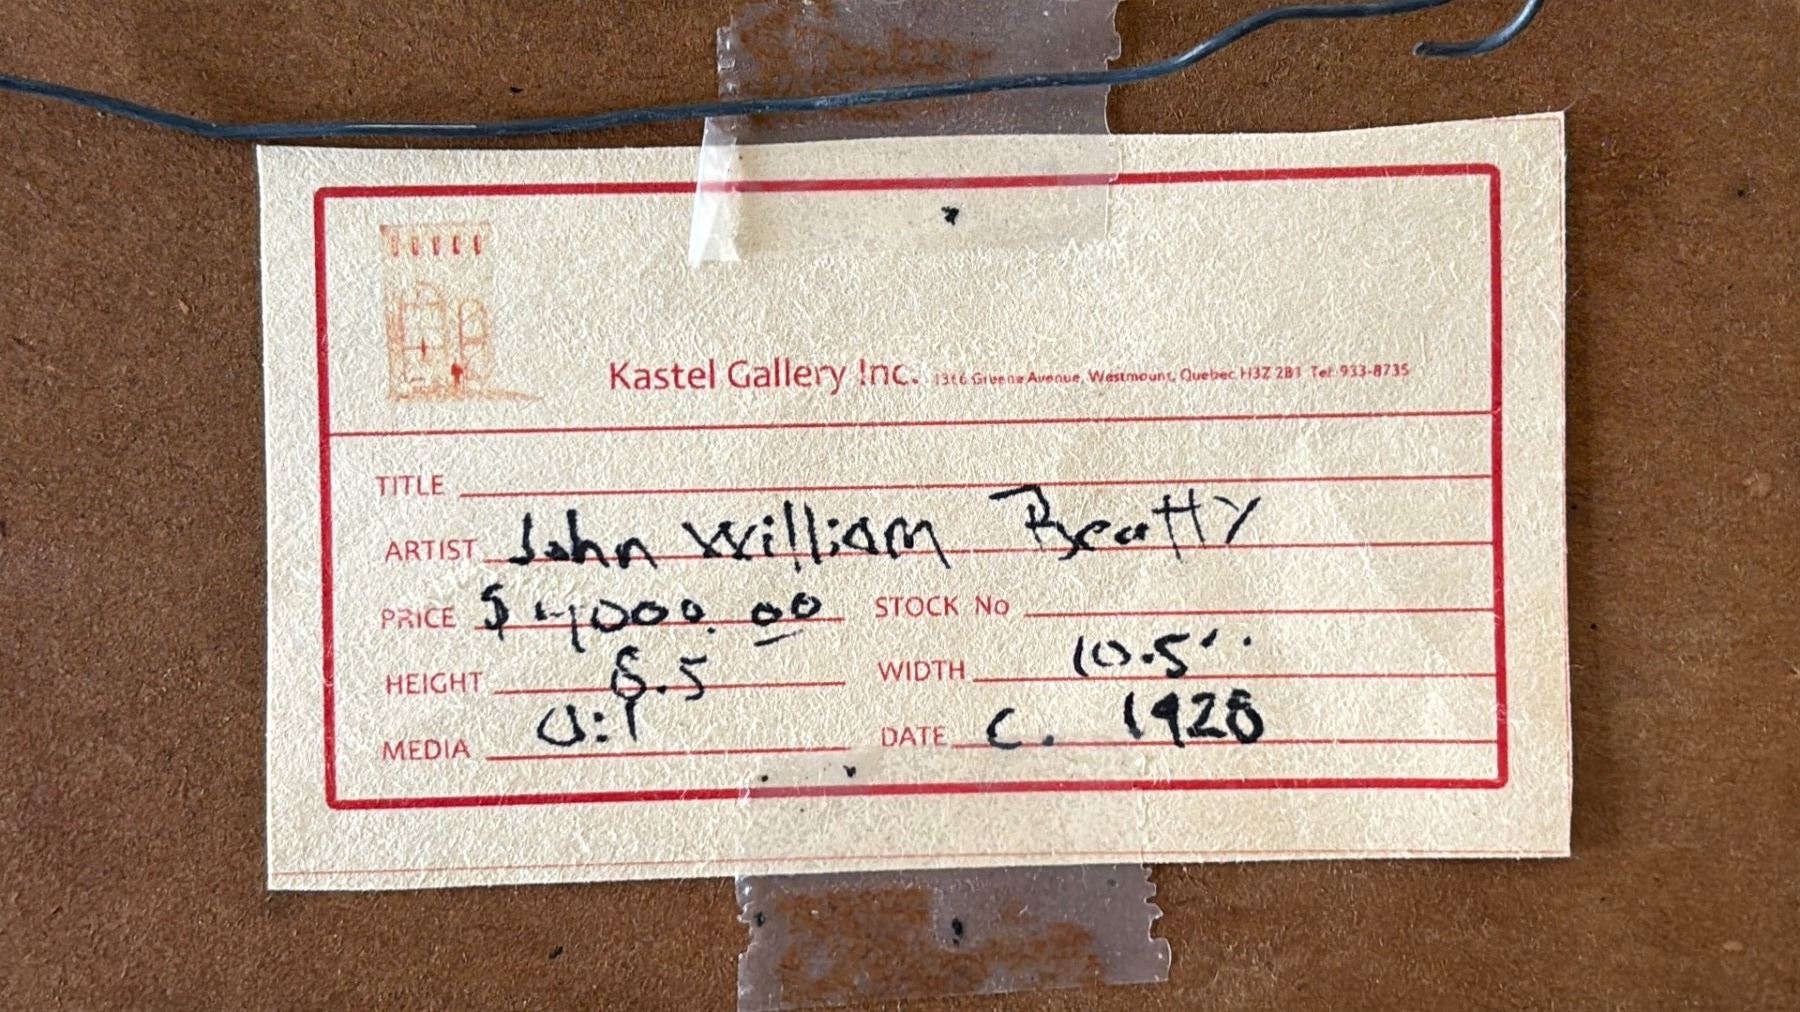 Kastel Gallery Inc. 1366 Greene Avenue, Westmount, Quebec H3Z 2B1 Tel: 933-8735
TITLE
ARTIST John William Beatty
PRICE $4000.00 STOCK No
HEIGHT 8.5 WIDTH 10.5"
MEDIA Oil DATE C. 1928